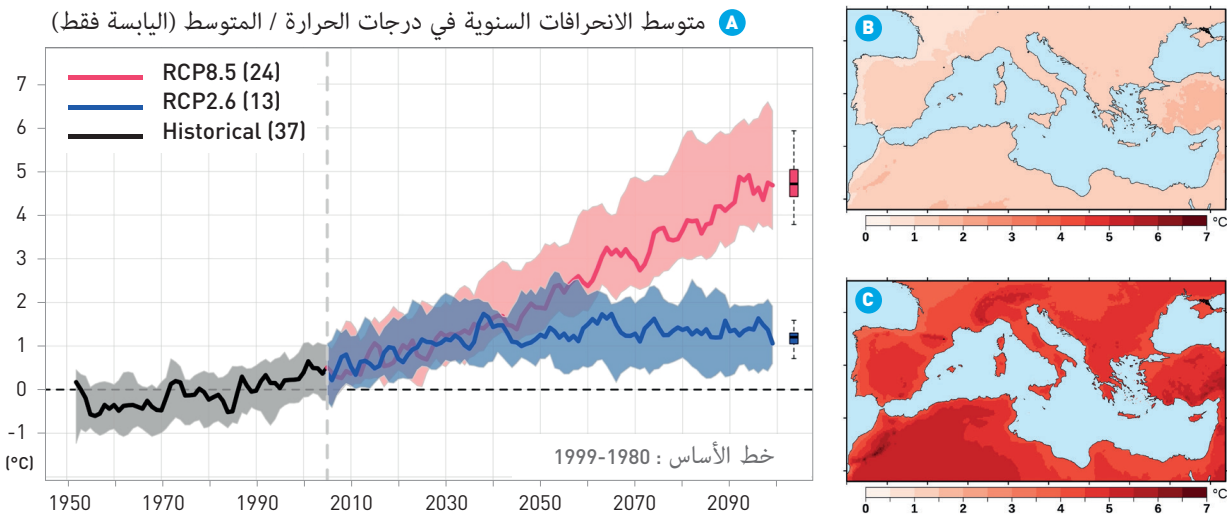 A متوسط الانحرافات السنوية في درجات الحرارة / المتوسط (اليابسة فقط)
RCP8.5 (24)
RCP2.6 (13)
Historical (37)
7
6
5
4
3
2
1
0
-1
(°C)
خط الأساس : 1980-1999
1950 1970 1990 2010 2030 2050 2070 2090
B
0 1 2 3 4 5 6 7 °C
C
0 1 2 3 4 5 6 7 °C